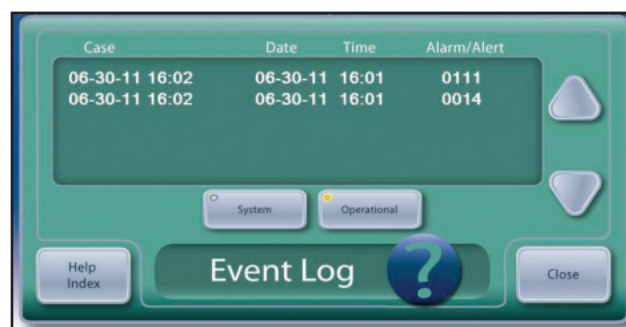 Case Date Time Alarm/Alert
06-30-11 16:02 06-30-11 16:01 0111
06-30-11 16:02 06-30-11 16:01 0014
System Operational
Help
Index
Event Log ?
Close